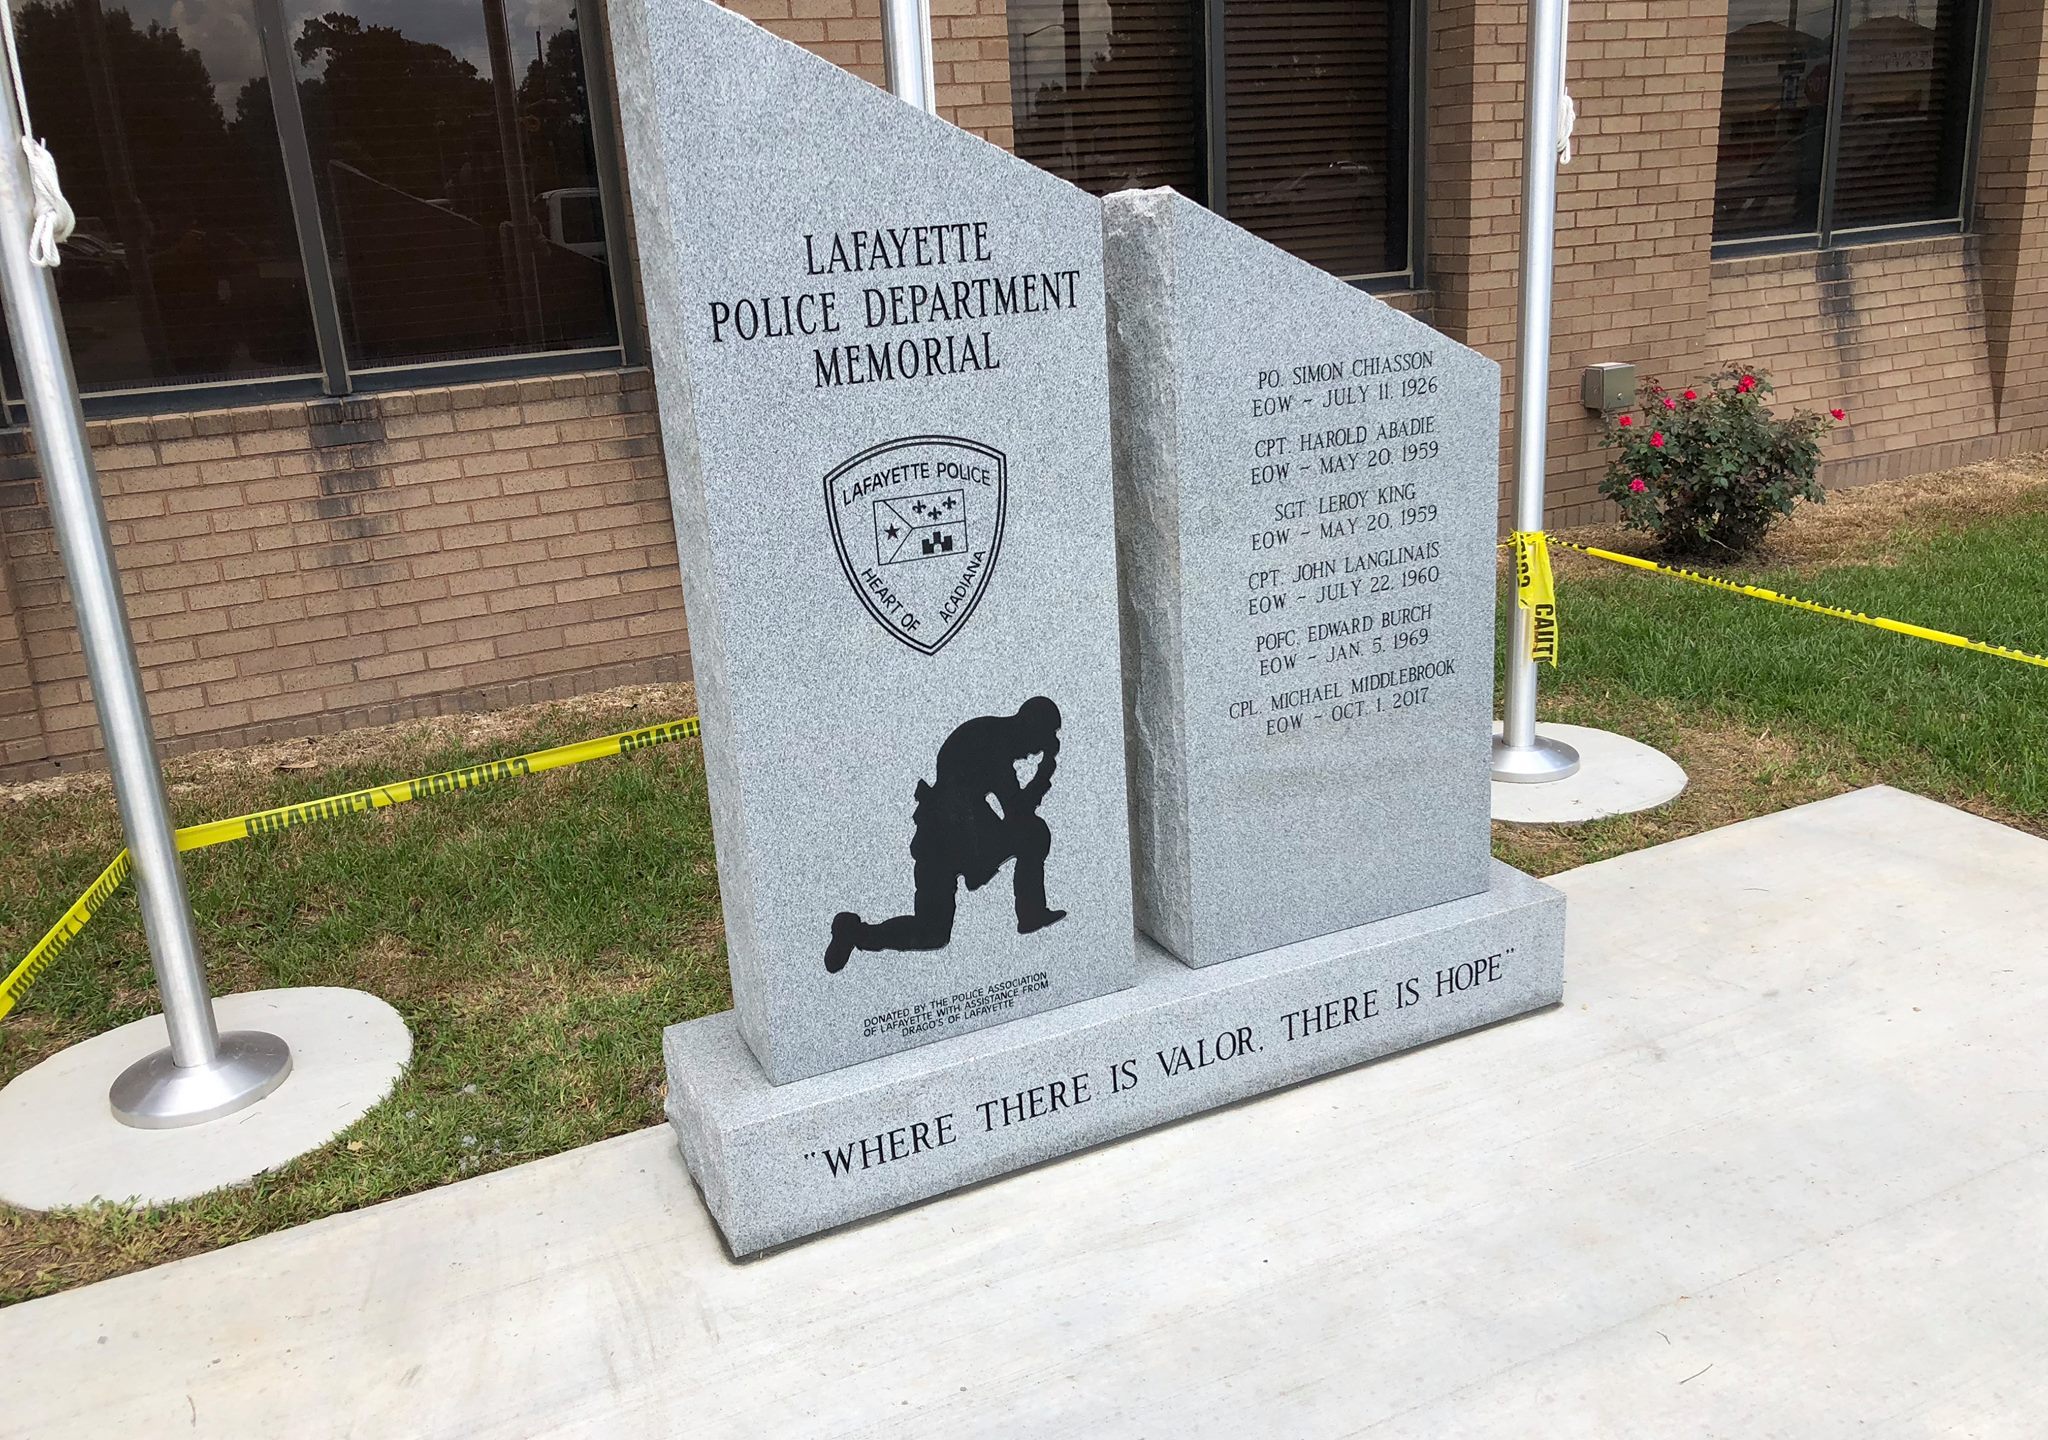 LAFAYETTE
POLICE DEPARTMENT
MEMORIAL
LAFAYETTE POLICE
HEART OF ACADIANA
DONATED BY THE POLICE ASSOCIATION
OF LAFAYETTE WITH ASSISTANCE FROM
DRAGO'S OF LAFAYETTE
PO. SIMON CHIASSON
EOW ~ JULY 11, 1926
CPT. HAROLD ABADIE
EOW ~ MAY 20, 1959
SGT. LEROY KING
EOW ~ MAY 20, 1959
CPT. JOHN LANGLINAIS
EOW ~ JULY 22, 1960
POFC. EDWARD BURCH
EOW ~ JAN. 5, 1969
CPL. MICHAEL MIDDLEBROOK
EOW ~ OCT. 1, 2017
"WHERE THERE IS VALOR, THERE IS HOPE"
CUIDADO CAUTION CUIDADO